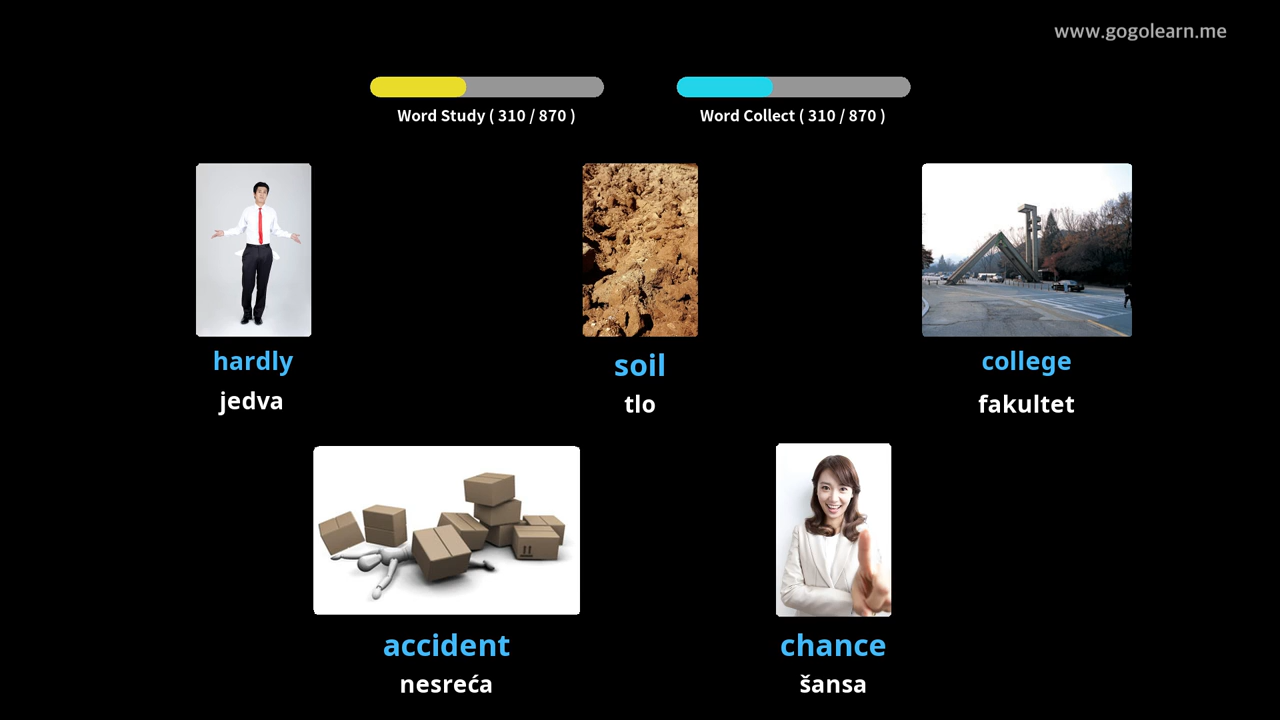 www.gogolearn.me
Word Study ( 310 / 870 )
Word Collect ( 310 / 870 )
hardly
jedva
soil
tlo
college
fakultet
accident
nesreća
chance
šansa